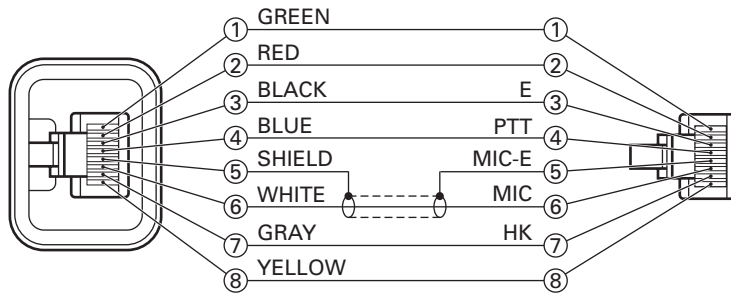 ① GREEN ①
② RED ②
③ BLACK E ③
④ BLUE PTT ④
⑤ SHIELD MIC-E ⑤
⑥ WHITE MIC ⑥
⑦ GRAY HK ⑦
⑧ YELLOW ⑧